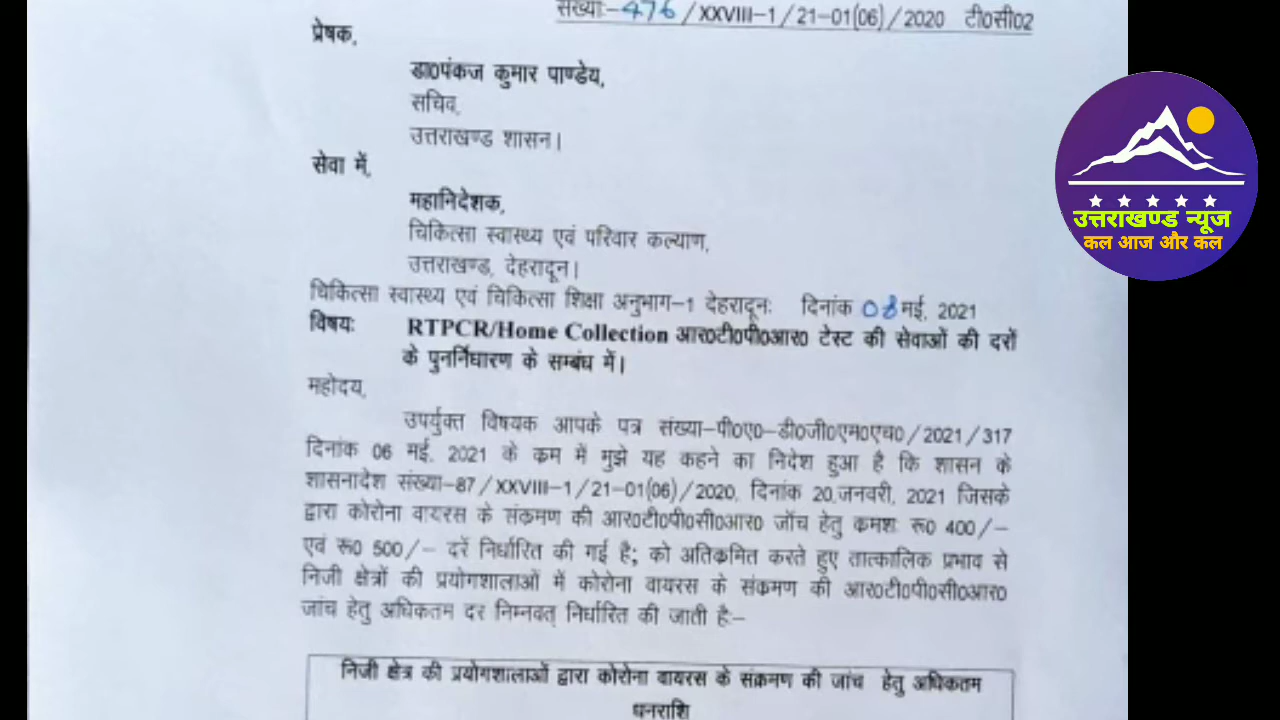 संख्याः-476/XXVIII-1/21-01(06)/2020 टी0सी02
प्रेषक,
डा0पंकज कुमार पाण्डेय,
सचिव,
उत्तराखण्ड शासन।
सेवा में,
महानिदेशक,
चिकित्सा स्वास्थ्य एवं परिवार कल्याण,
उत्तराखण्ड, देहरादून।
चिकित्सा स्वास्थ्य एवं चिकित्सा शिक्षा अनुभाग-1 देहरादूनः दिनांक 08 मई, 2021
विषयः RTPCR/Home Collection आर0टी0पी0आर0 टेस्ट की सेवाओं की दरों
के पुनर्निधारण के सम्बंध में।
महोदय,
उपर्युक्त विषयक आपके पत्र संख्या-पी0ए0-डी0जी0एम0एच0/2021/317
दिनांक 06 मई, 2021 के कम में मुझे यह कहने का निदेश हुआ है कि शासन के
शासनादेश संख्या-87/XXVIII-1/21-01(06)/2020, दिनांक 20,जनवरी, 2021 जिसके
द्वारा कोरोना वायरस के संकमण की आर0टी0पी0सी0आर0 जॉच हेतु कमशः रू0 400/-
एवं रू0 500/- दरें निर्धारित की गई है; को अतिकमित करते हुए तात्कालिक प्रभाव से
निजी क्षेत्रों की प्रयोगशालाओं में कोरोना वायरस के संकमण की आर0टी0पी0सी0आर0
जांच हेतु अधिकतम दर निम्नवत् निर्धारित की जाती हैः-
निजी क्षेत्र की प्रयोगशालाओं द्वारा कोरोना वायरस के संक्रमण की जांच हेतु अधिकतम
धनराशि
उत्तराखण्ड न्यूज
कल आज और कल